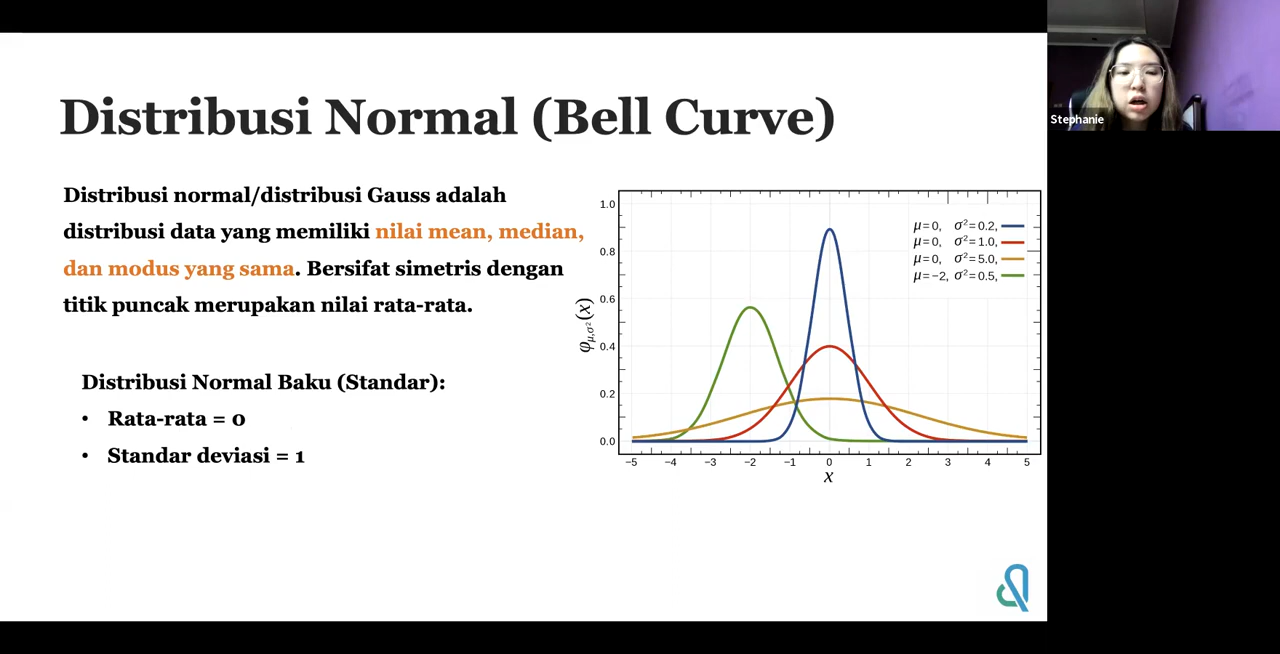 Distribusi Normal (Bell Curve)
Stephanie
Distribusi normal/distribusi Gauss adalah
distribusi data yang memiliki nilai mean, median,
dan modus yang sama. Bersifat simetris dengan
titik puncak merupakan nilai rata-rata.
Distribusi Normal Baku (Standar):
• Rata-rata = 0
• Standar deviasi = 1
φμ,σ²(x)
1.0
0.8
0.6
0.4
0.2
0.0
μ=0, σ²=0.2,
μ=0, σ²=1.0,
μ=0, σ²=5.0,
μ=−2, σ²=0.5,
−5 −4 −3 −2 −1 0 1 2 3 4 5
x